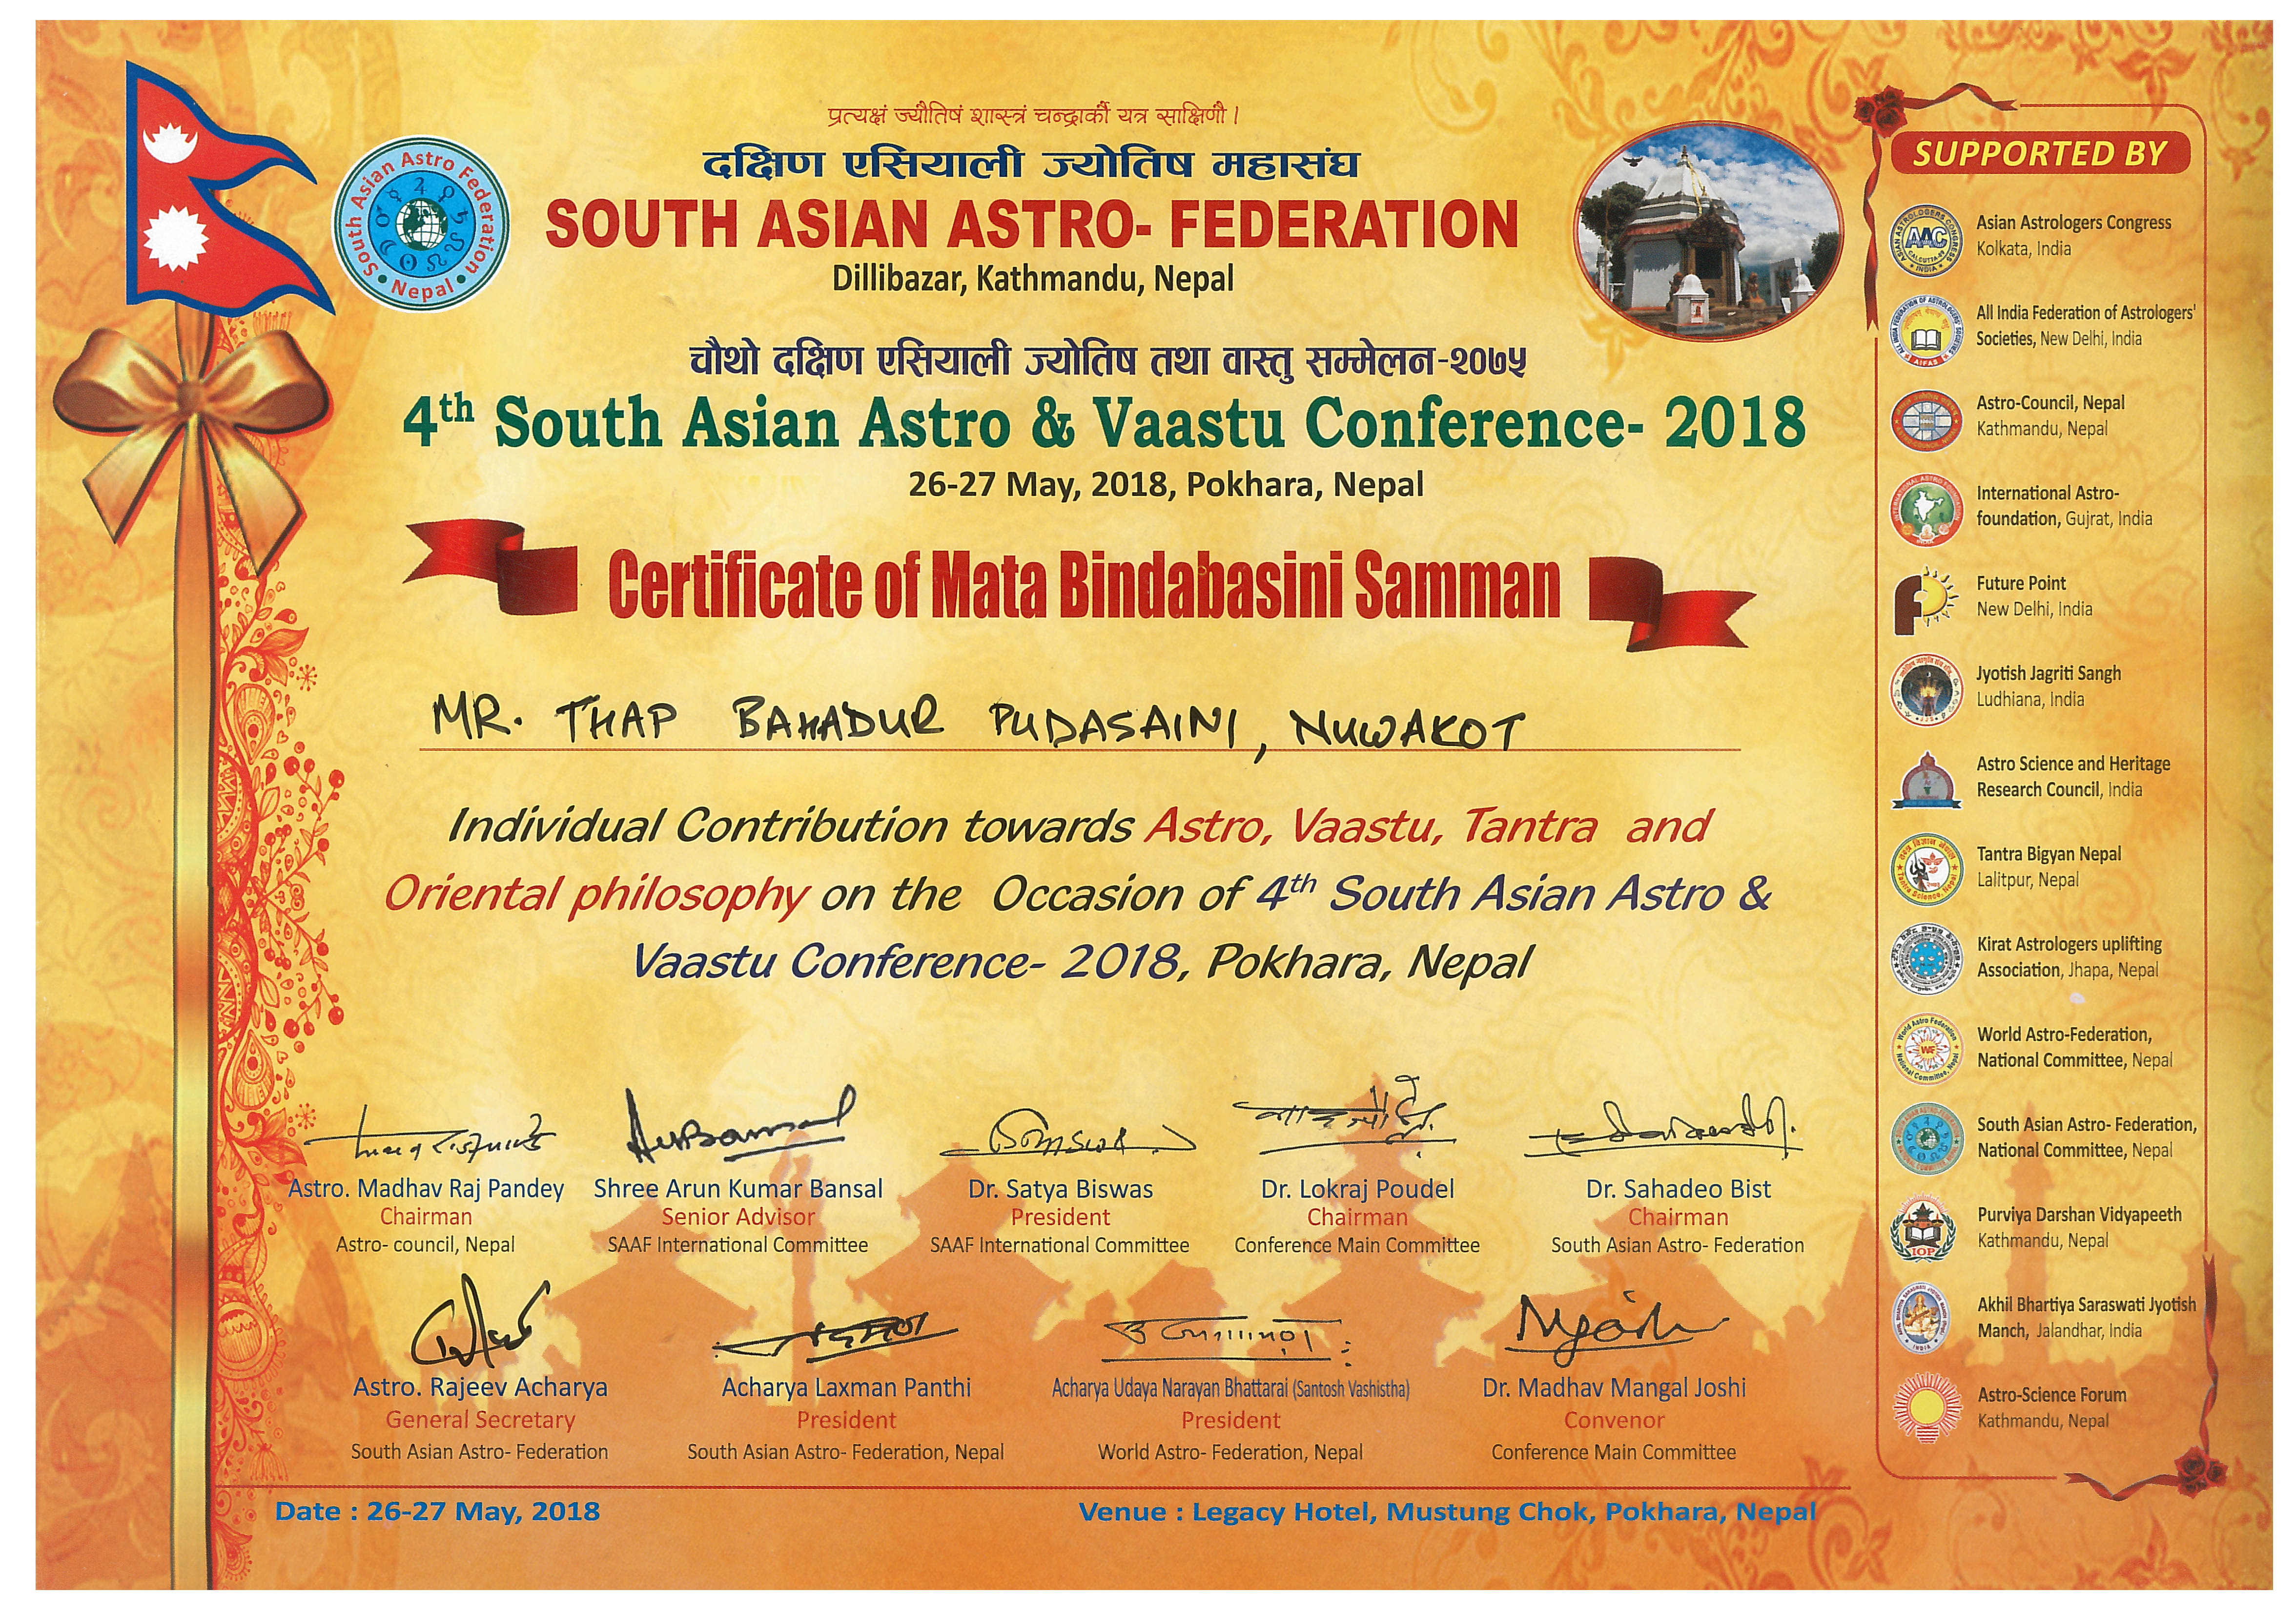 प्रत्यक्षं ज्यौतिषं शास्त्रं चन्द्रार्कौ यत्र साक्षिणौ ।
दक्षिण एसियाली ज्योतिष महासंघ
South Asian Astro Federation
Nepal
SOUTH ASIAN ASTRO- FEDERATION
Dillibazar, Kathmandu, Nepal
चौथो दक्षिण एसियाली ज्योतिष तथा वास्तु सम्मेलन-२०७५
4th South Asian Astro & Vaastu Conference- 2018
26-27 May, 2018, Pokhara, Nepal
Certificate of Mata Bindabasini Samman
MR. THAP BAHADUR PUDASAINI, NUWAKOT
Individual Contribution towards Astro, Vaastu, Tantra and
Oriental philosophy on the Occasion of 4th South Asian Astro &
Vaastu Conference- 2018, Pokhara, Nepal
Astro. Madhav Raj Pandey
Chairman
Astro- council, Nepal
Shree Arun Kumar Bansal
Senior Advisor
SAAF International Committee
Dr. Satya Biswas
President
SAAF International Committee
Dr. Lokraj Poudel
Chairman
Conference Main Committee
Dr. Sahadeo Bist
Chairman
South Asian Astro- Federation
Astro. Rajeev Acharya
General Secretary
South Asian Astro- Federation
Acharya Laxman Panthi
President
South Asian Astro- Federation, Nepal
Acharya Udaya Narayan Bhattarai (Santosh Vashistha)
President
World Astro- Federation, Nepal
Dr. Madhav Mangal Joshi
Convenor
Conference Main Committee
Date : 26-27 May, 2018
Venue : Legacy Hotel, Mustung Chok, Pokhara, Nepal
SUPPORTED BY
AAC
Asian Astrologers Congress
Kolkata, India
All India Federation of Astrologers'
Societies, New Delhi, India
Astro-Council, Nepal
Kathmandu, Nepal
International Astro-
foundation, Gujrat, India
Future Point
New Delhi, India
Jyotish Jagriti Sangh
Ludhiana, India
Astro Science and Heritage
Research Council, India
Tantra Bigyan Nepal
Lalitpur, Nepal
Kirat Astrologers uplifting
Association, Jhapa, Nepal
World Astro-Federation,
National Committee, Nepal
South Asian Astro- Federation,
National Committee, Nepal
IOP
Purviya Darshan Vidyapeeth
Kathmandu, Nepal
Akhil Bhartiya Saraswati Jyotish
Manch, Jalandhar, India
Astro-Science Forum
Kathmandu, Nepal